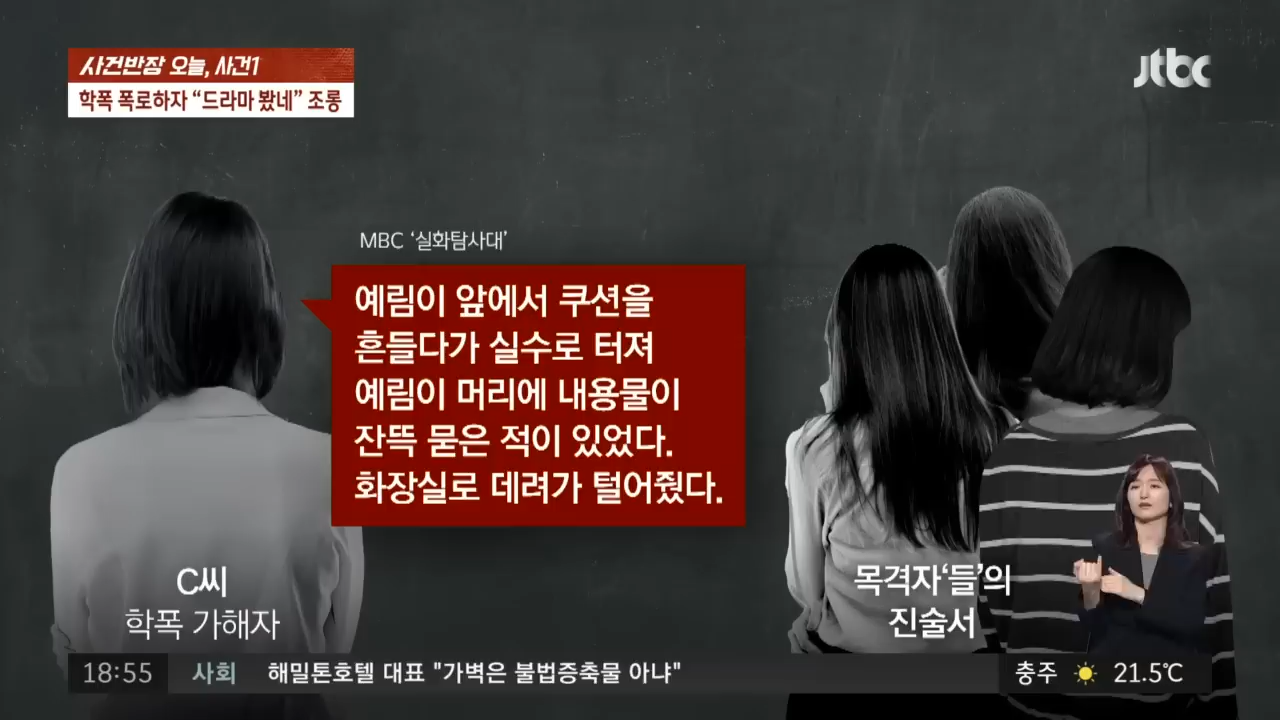 사건반장 오늘, 사건1
학폭 폭로하자 “드라마 봤네” 조롱
jtbc
MBC ‘실화탐사대’
예림이 앞에서 쿠션을
흔들다가 실수로 터져
예림이 머리에 내용물이
잔뜩 묻은 적이 있었다.
화장실로 데려가 털어줬다.
C씨
학폭 가해자
목격자‘들’의
진술서
18:55 사회 해밀톤호텔 대표 "가벽은 불법증축물 아냐" 충주 21.5℃